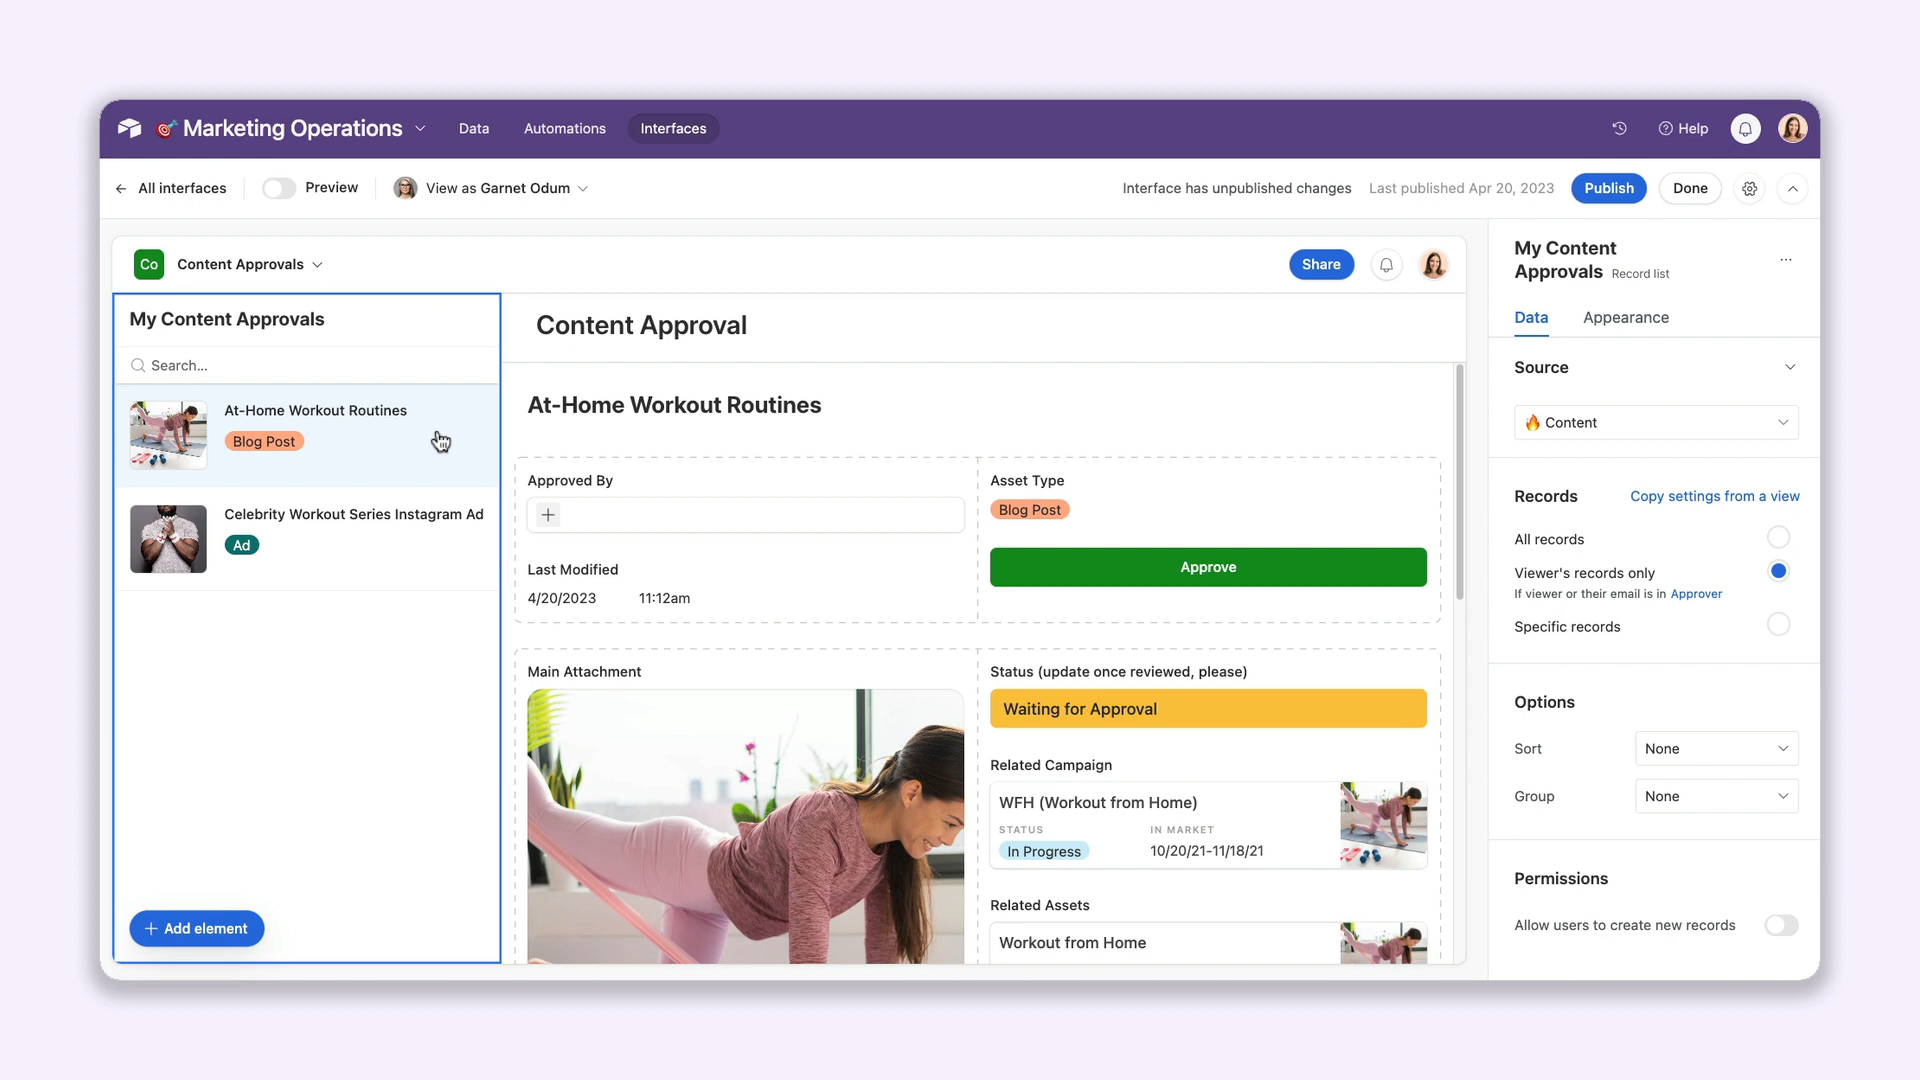 Marketing Operations
Data
Automations
Interfaces
Help
All interfaces
Preview
View as Garnet Odum
Interface has unpublished changes
Last published Apr 20, 2023
Publish
Done
Co
Content Approvals
Share
My Content Approvals
Search...
At-Home Workout Routines
Blog Post
Celebrity Workout Series Instagram Ad
Ad
+ Add element
Content Approval
At-Home Workout Routines
Approved By
+
Last Modified
4/20/2023 11:12am
Asset Type
Blog Post
Approve
Main Attachment
Status (update once reviewed, please)
Waiting for Approval
Related Campaign
WFH (Workout from Home)
STATUS IN MARKET
In Progress 10/20/21-11/18/21
Related Assets
Workout from Home
My Content
Approvals Record list
...
Data
Appearance
Source
🔥 Content
Records
Copy settings from a view
All records
Viewer's records only
If viewer or their email is in Approver
Specific records
Options
Sort None
Group None
Permissions
Allow users to create new records